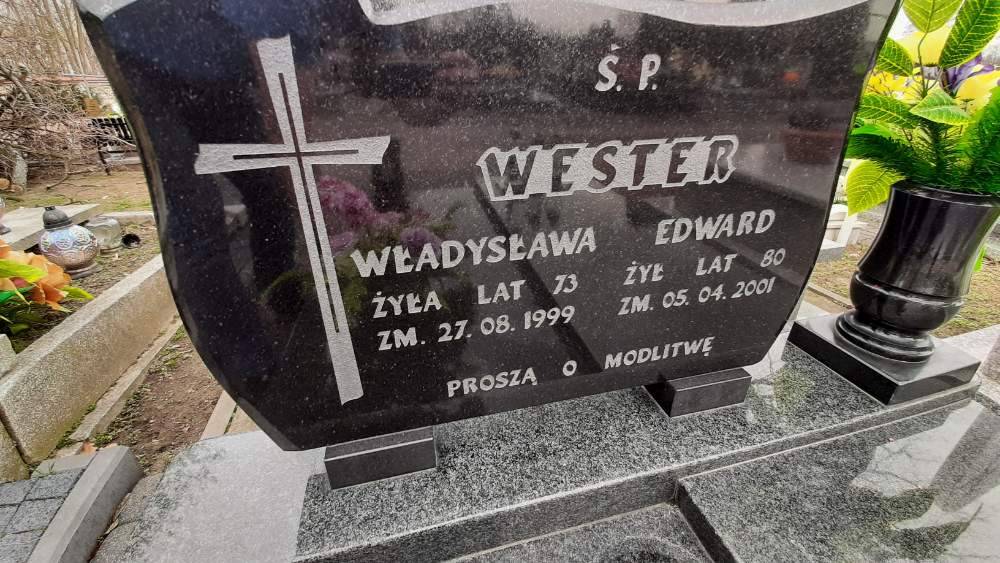 Ś. P.
WESTER
WŁADYSŁAWA
ŻYŁA LAT 73
ZM. 27.08.1999
EDWARD
ŻYŁ LAT 80
ZM. 05.04.2001
PROSZĄ O MODLITWĘ